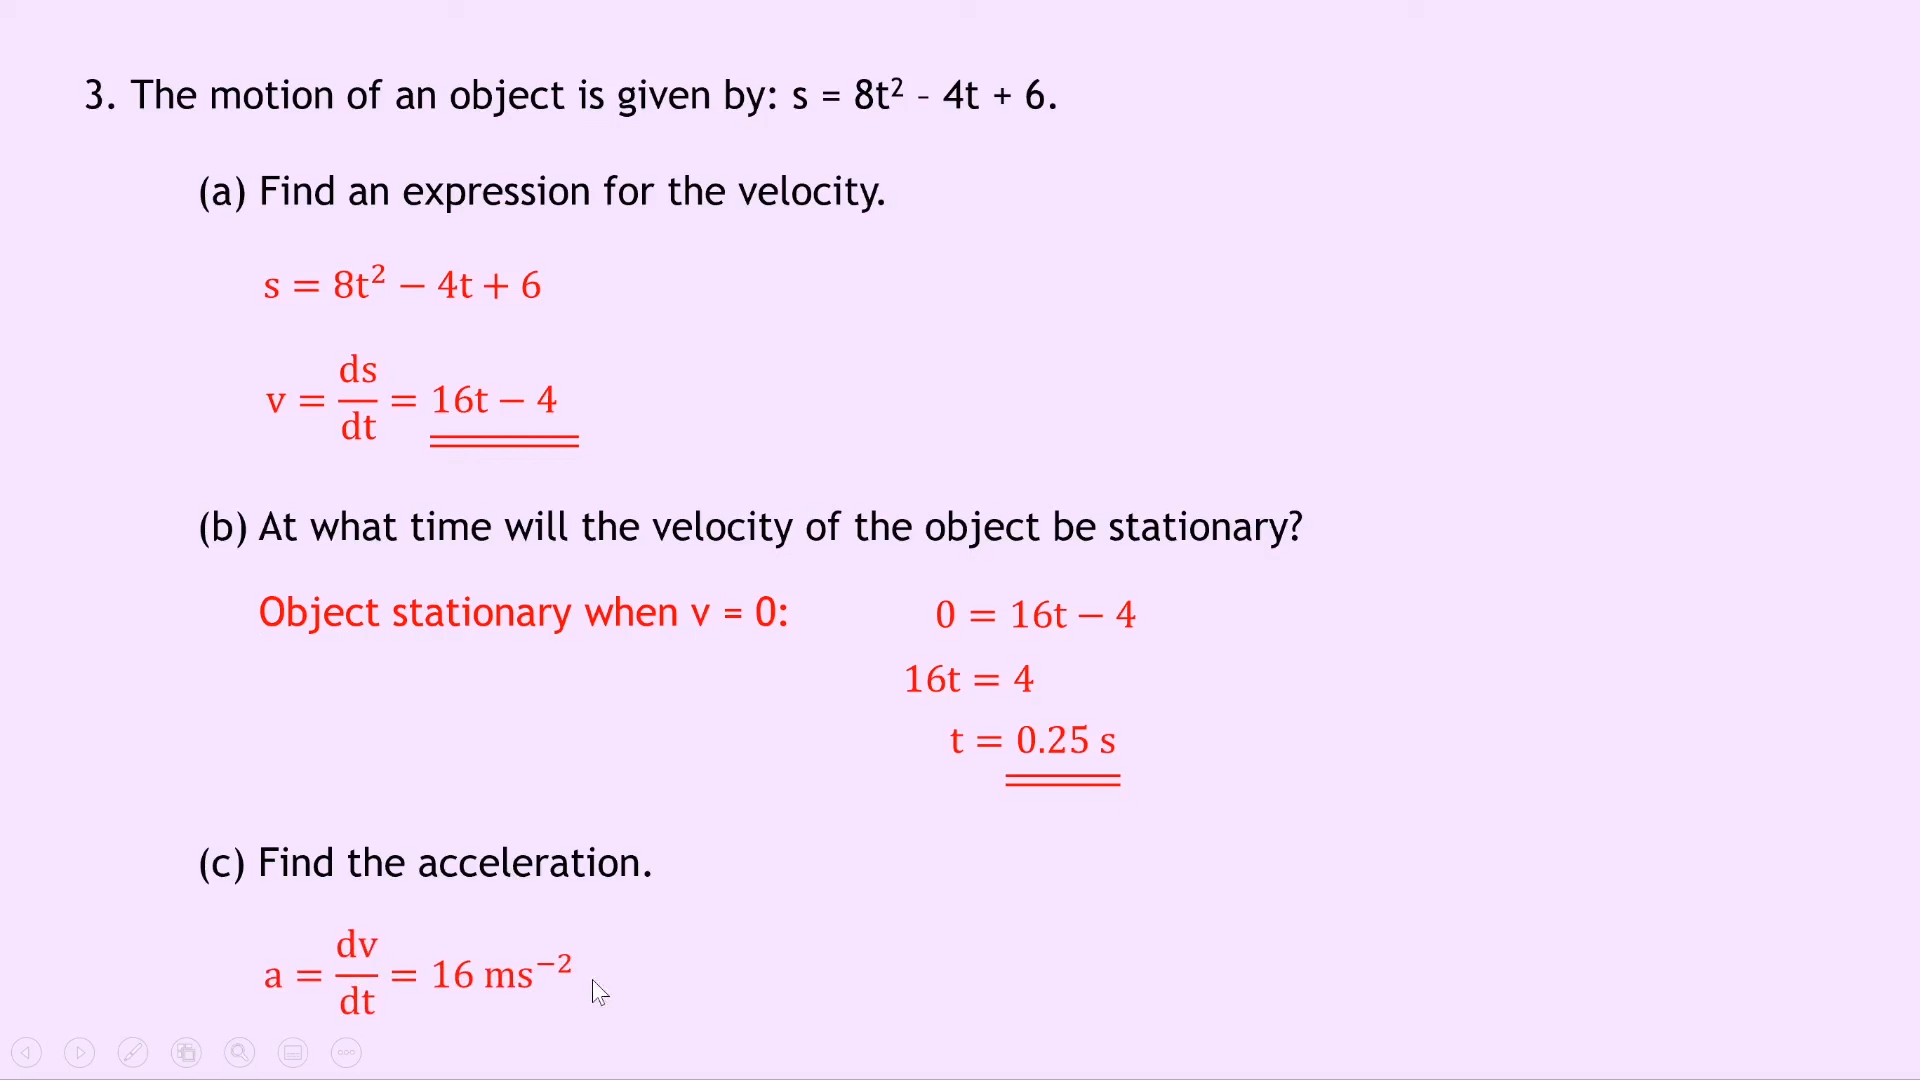 3. The motion of an object is given by: s = 8t² – 4t + 6.
(a) Find an expression for the velocity.
s = 8t² − 4t + 6
v = ds/dt = 16t − 4
(b) At what time will the velocity of the object be stationary?
Object stationary when v = 0: 0 = 16t − 4
16t = 4
t = 0.25 s
(c) Find the acceleration.
a = dv/dt = 16 ms⁻²